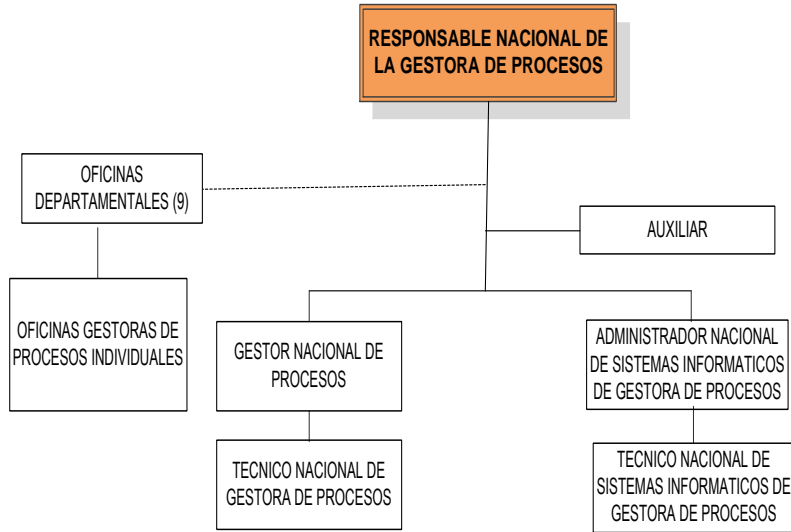 RESPONSABLE NACIONAL DE
LA GESTORA DE PROCESOS
OFICINAS
DEPARTAMENTALES (9)
AUXILIAR
OFICINAS GESTORAS DE
PROCESOS INDIVIDUALES
GESTOR NACIONAL DE
PROCESOS
ADMINISTRADOR NACIONAL
DE SISTEMAS INFORMATICOS
DE GESTORA DE PROCESOS
TECNICO NACIONAL DE
GESTORA DE PROCESOS
TECNICO NACIONAL DE
SISTEMAS INFORMATICOS DE
GESTORA DE PROCESOS